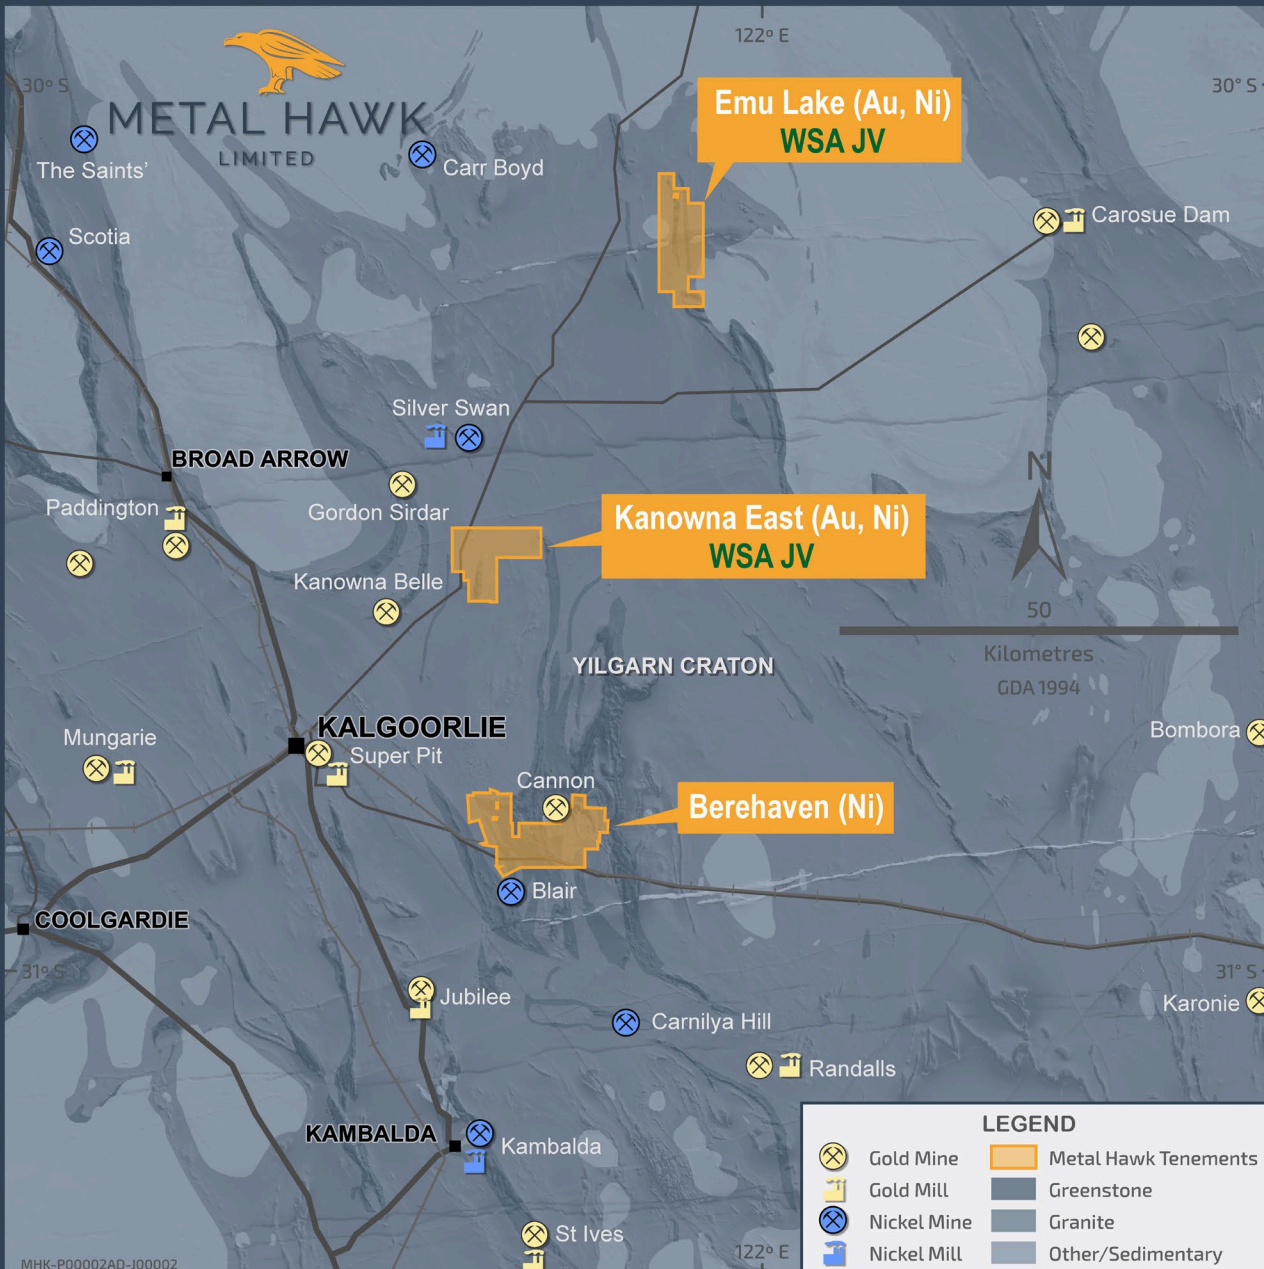 122º E
30º S
30° S
METAL HAWK
LIMITED
Emu Lake (Au, Ni)
WSA JV
The Saints'
Carr Boyd
Scotia
Carosue Dam
Silver Swan
BROAD ARROW
Paddington
Gordon Sirdar
Kanowna East (Au, Ni)
WSA JV
N
Kanowna Belle
50
Kilometres
GDA 1994
YILGARN CRATON
KALGOORLIE
Super Pit
Mungarie
Bombora
Cannon
Berehaven (Ni)
Blair
COOLGARDIE
31º S
31° S
Jubilee
Karonie
Carnilya Hill
Randalls
KAMBALDA
Kambalda
St Ives
122º E
MHK-P00002AD-J00002
LEGEND
Gold Mine
Gold Mill
Nickel Mine
Nickel Mill
Metal Hawk Tenements
Greenstone
Granite
Other/Sedimentary